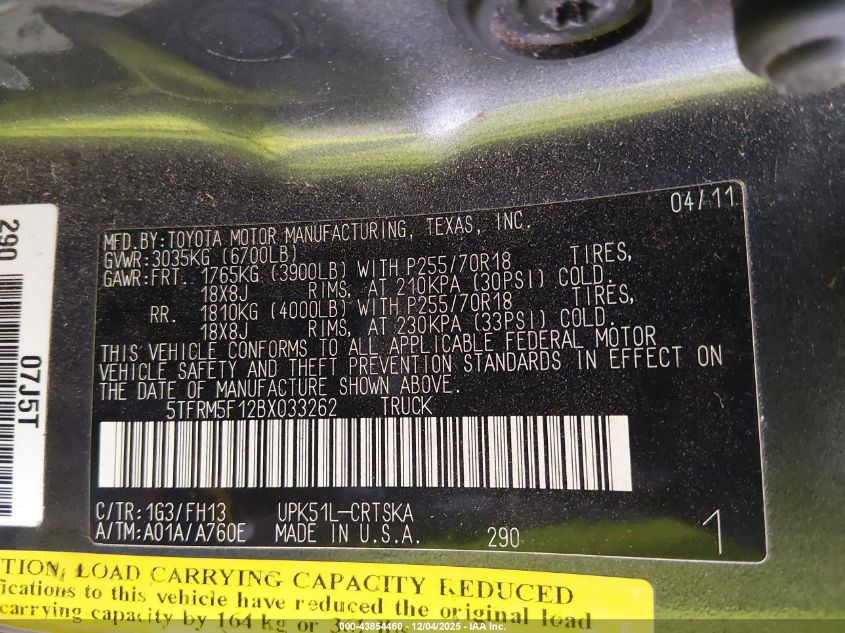 04/11
MFD.BY:TOYOTA MOTOR MANUFACTURING, TEXAS, INC.
GVWR:3035KG (6700LB)
GAWR:FRT. 1765KG (3900LB) WITH P255/70R18 TIRES,
18X8J RIMS, AT 210KPA (30PSI) COLD.
RR. 1810KG (4000LB) WITH P255/70R18 TIRES,
18X8J RIMS, AT 230KPA (33PSI) COLD.
THIS VEHICLE CONFORMS TO ALL APPLICABLE FEDERAL MOTOR
VEHICLE SAFETY AND THEFT PREVENTION STANDARDS IN EFFECT ON
THE DATE OF MANUFACTURE SHOWN ABOVE.
5TFRM5F12BX033262 TRUCK
C/TR:1G3/FH13 UPK51L-CRTSKA
A/TM:A01A/A760E MADE IN U.S.A. 290 1
290
07J5T
LOAD CARRYING CAPACITY REDUCED
to this vehicle have reduced the original load
carrying capacity by 164 kg or
000-43854460 - 12/04/2025 - IAA Inc.